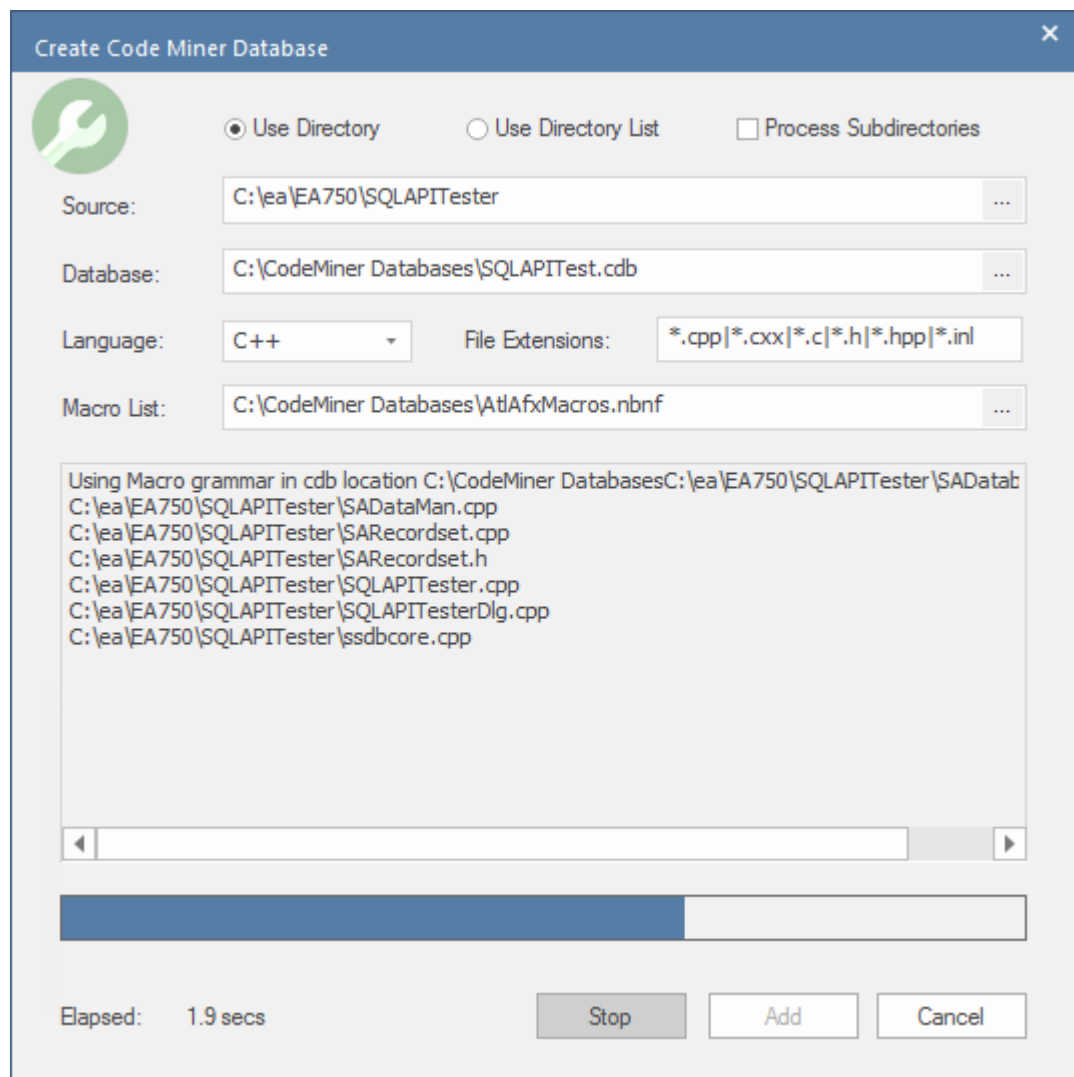 Create Code Miner Database
Use Directory Use Directory List Process Subdirectories
Source: C:\ea\EA750\SQLAPITester ...
Database: C:\CodeMiner Databases\SQLAPITest.cdb ...
Language: C++ File Extensions: *.cpp|*.cxx|*.c|*.h|*.hpp|*.inl
Macro List: C:\CodeMiner Databases\AtlAfxMacros.nbnf ...
Using Macro grammar in cdb location C:\CodeMiner DatabasesC:\ea\EA750\SQLAPITester\SADatab
C:\ea\EA750\SQLAPITester\SADataMan.cpp
C:\ea\EA750\SQLAPITester\SARecordset.cpp
C:\ea\EA750\SQLAPITester\SARecordset.h
C:\ea\EA750\SQLAPITester\SQLAPITester.cpp
C:\ea\EA750\SQLAPITester\SQLAPITesterDlg.cpp
C:\ea\EA750\SQLAPITester\ssdbcore.cpp
Elapsed: 1.9 secs Stop Add Cancel